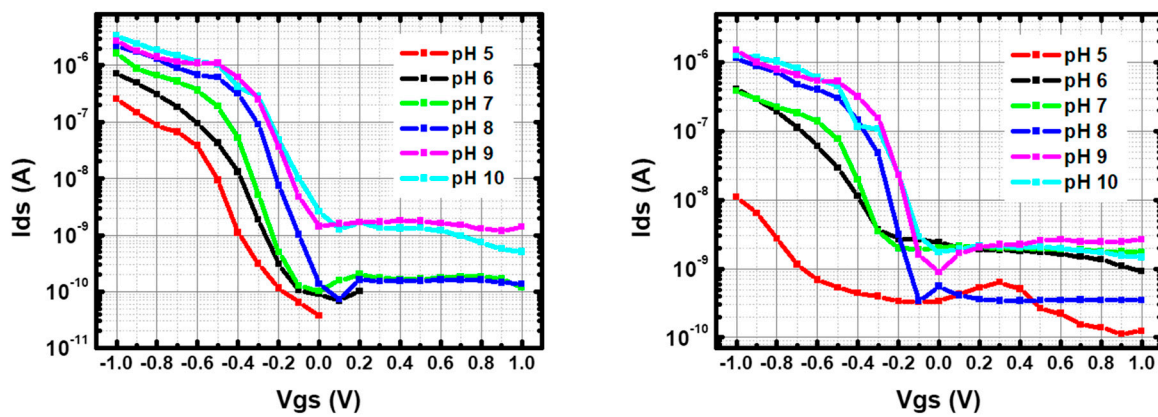 10⁻⁶
10⁻⁷
10⁻⁸
10⁻⁹
10⁻¹⁰
10⁻¹¹
Ids (A)
pH 5
pH 6
pH 7
pH 8
pH 9
pH 10
-1.0 -0.8 -0.6 -0.4 -0.2 0.0 0.2 0.4 0.6 0.8 1.0
Vgs (V)
10⁻⁶
10⁻⁷
10⁻⁸
10⁻⁹
10⁻¹⁰
Ids (A)
pH 5
pH 6
pH 7
pH 8
pH 9
pH 10
-1.0 -0.8 -0.6 -0.4 -0.2 0.0 0.2 0.4 0.6 0.8 1.0
Vgs (V)